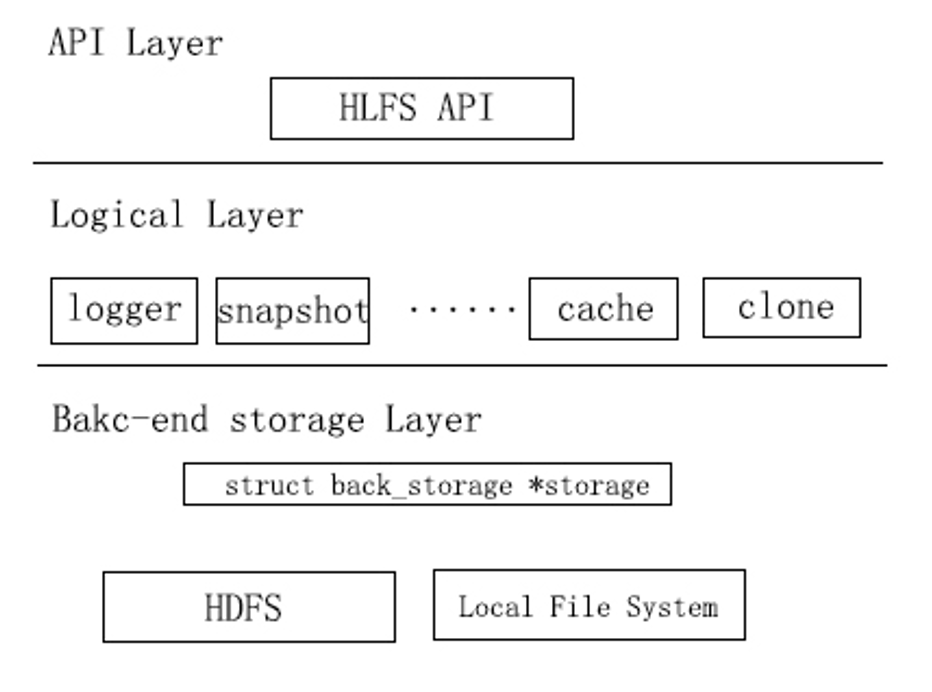 API Layer
HLFS API
Logical Layer
logger snapshot ...... cache clone
Bakc-end storage Layer
struct back_storage *storage
HDFS Local File System